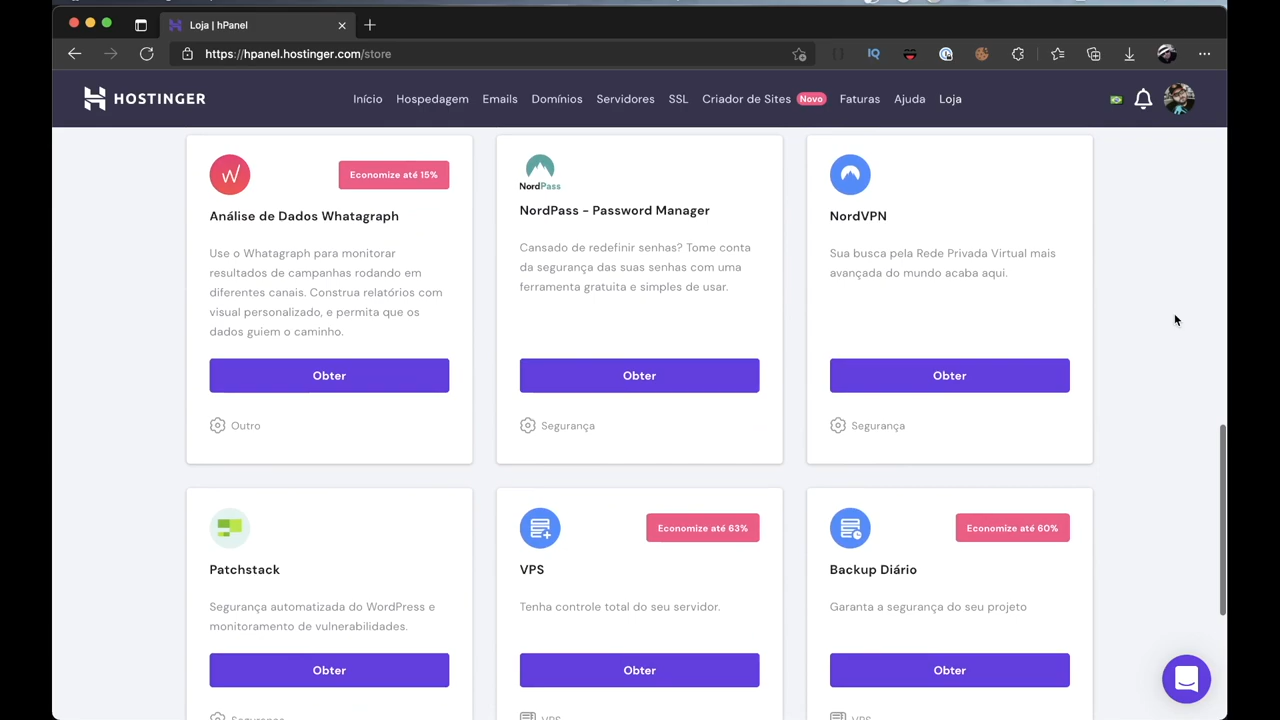 Loja | hPanel
https://hpanel.hostinger.com/store
IQ
HOSTINGER
Início
Hospedagem
Emails
Domínios
Servidores
SSL
Criador de Sites
Novo
Faturas
Ajuda
Loja
Economize até 15%
Análise de Dados Whatagraph
Use o Whatagraph para monitorar
resultados de campanhas rodando em
diferentes canais. Construa relatórios com
visual personalizado, e permita que os
dados guiem o caminho.
Obter
Outro
NordPass
NordPass - Password Manager
Cansado de redefinir senhas? Tome conta
da segurança das suas senhas com uma
ferramenta gratuita e simples de usar.
Obter
Segurança
NordVPN
Sua busca pela Rede Privada Virtual mais
avançada do mundo acaba aqui.
Obter
Segurança
Patchstack
Segurança automatizada do WordPress e
monitoramento de vulnerabilidades.
Obter
Segurança
Economize até 63%
VPS
Tenha controle total do seu servidor.
Obter
VPS
Economize até 60%
Backup Diário
Garanta a segurança do seu projeto
Obter
VPS